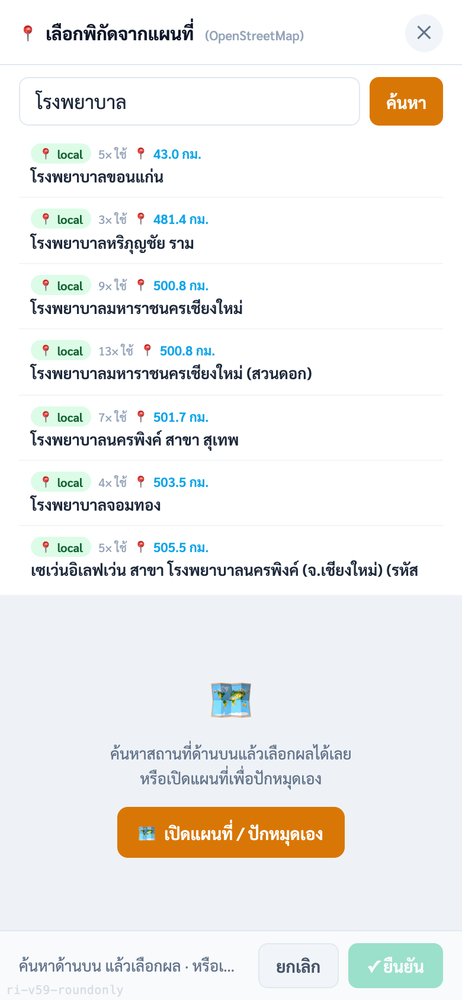 เลือกพิกัดจากแผนที่ (OpenStreetMap)
โรงพยาบาล
ค้นหา
local 5× ใช้ 43.0 กม.
โรงพยาบาลขอนแก่น
local 3× ใช้ 481.4 กม.
โรงพยาบาลหริภุญชัย ราม
local 9× ใช้ 500.8 กม.
โรงพยาบาลมหาราชนครเชียงใหม่
local 13× ใช้ 500.8 กม.
โรงพยาบาลมหาราชนครเชียงใหม่ (สวนดอก)
local 7× ใช้ 501.7 กม.
โรงพยาบาลนครพิงค์ สาขา สุเทพ
local 4× ใช้ 503.5 กม.
โรงพยาบาลจอมทอง
local 5× ใช้ 505.5 กม.
เซเว่นอิเลฟเว่น สาขา โรงพยาบาลนครพิงค์ (จ.เชียงใหม่) (รหัส
ค้นหาสถานที่ด้านบนแล้วเลือกผลได้เลย
หรือเปิดแผนที่เพื่อปักหมุดเอง
เปิดแผนที่ / ปักหมุดเอง
ค้นหาด้านบน แล้วเลือกผล · หรือเ...
ยกเลิก
✓ ยืนยัน
ri-v59-roundonly